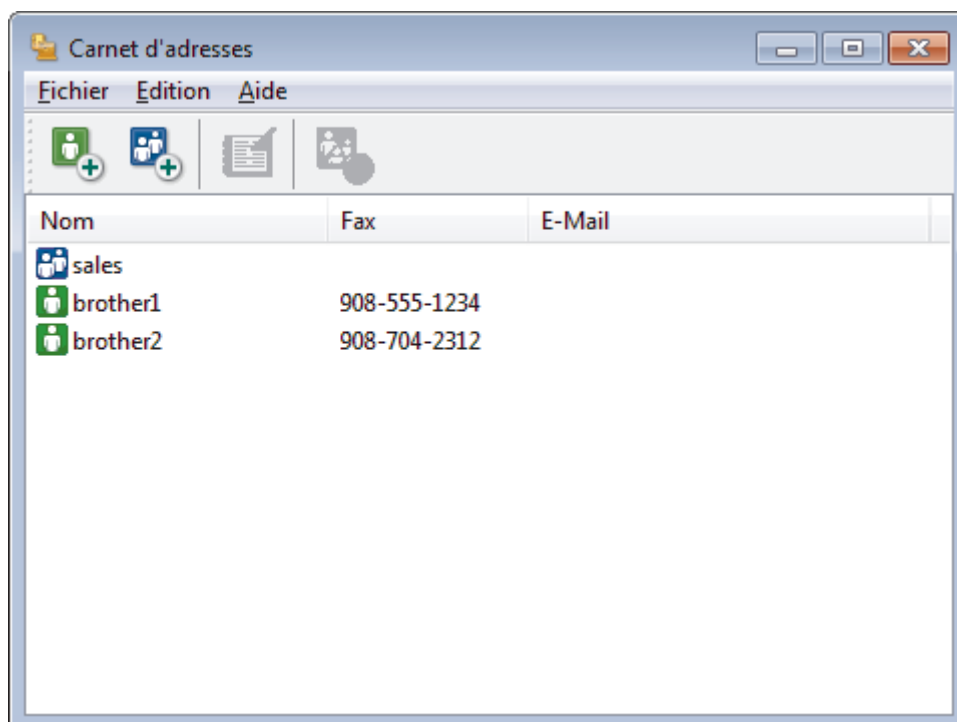 Carnet d'adresses
Fichier Edition Aide
Nom Fax E-Mail
sales
brother1 908-555-1234
brother2 908-704-2312